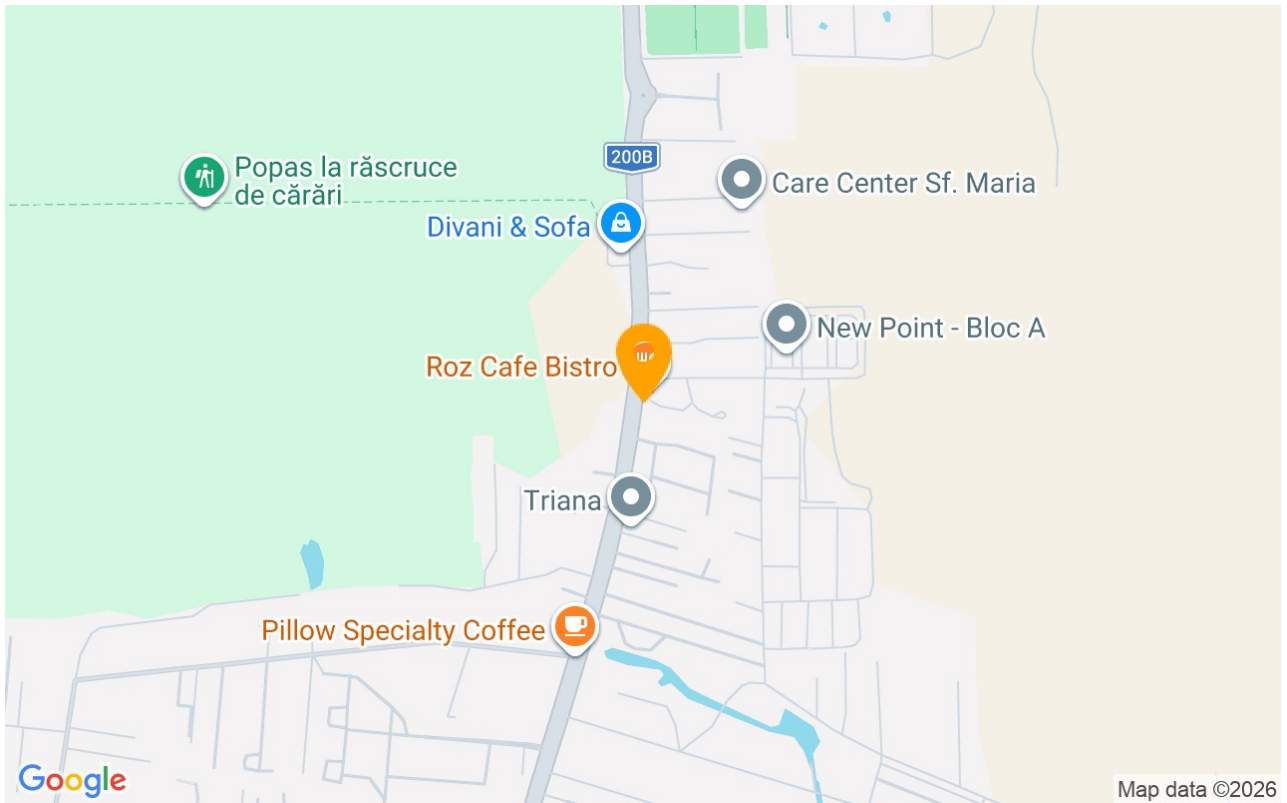 200B
Popas la răscruce
de cărări
Care Center Sf. Maria
Divani & Sofa
New Point - Bloc A
Roz Cafe Bistro
Triana
Pillow Specialty Coffee
Google
Map data ©2026